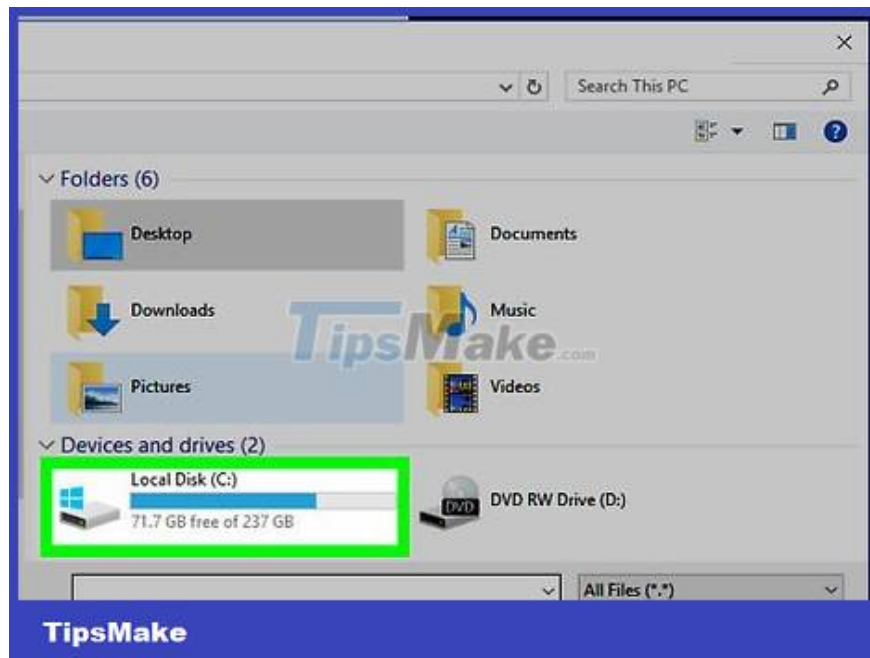 Search This PC
Folders (6)
Desktop
Documents
Downloads
Music
TipsMake.com
Pictures
Videos
Devices and drives (2)
Local Disk (C:)
71.7 GB free of 237 GB
DVD
DVD RW Drive (D:)
All Files (*.*)
TipsMake